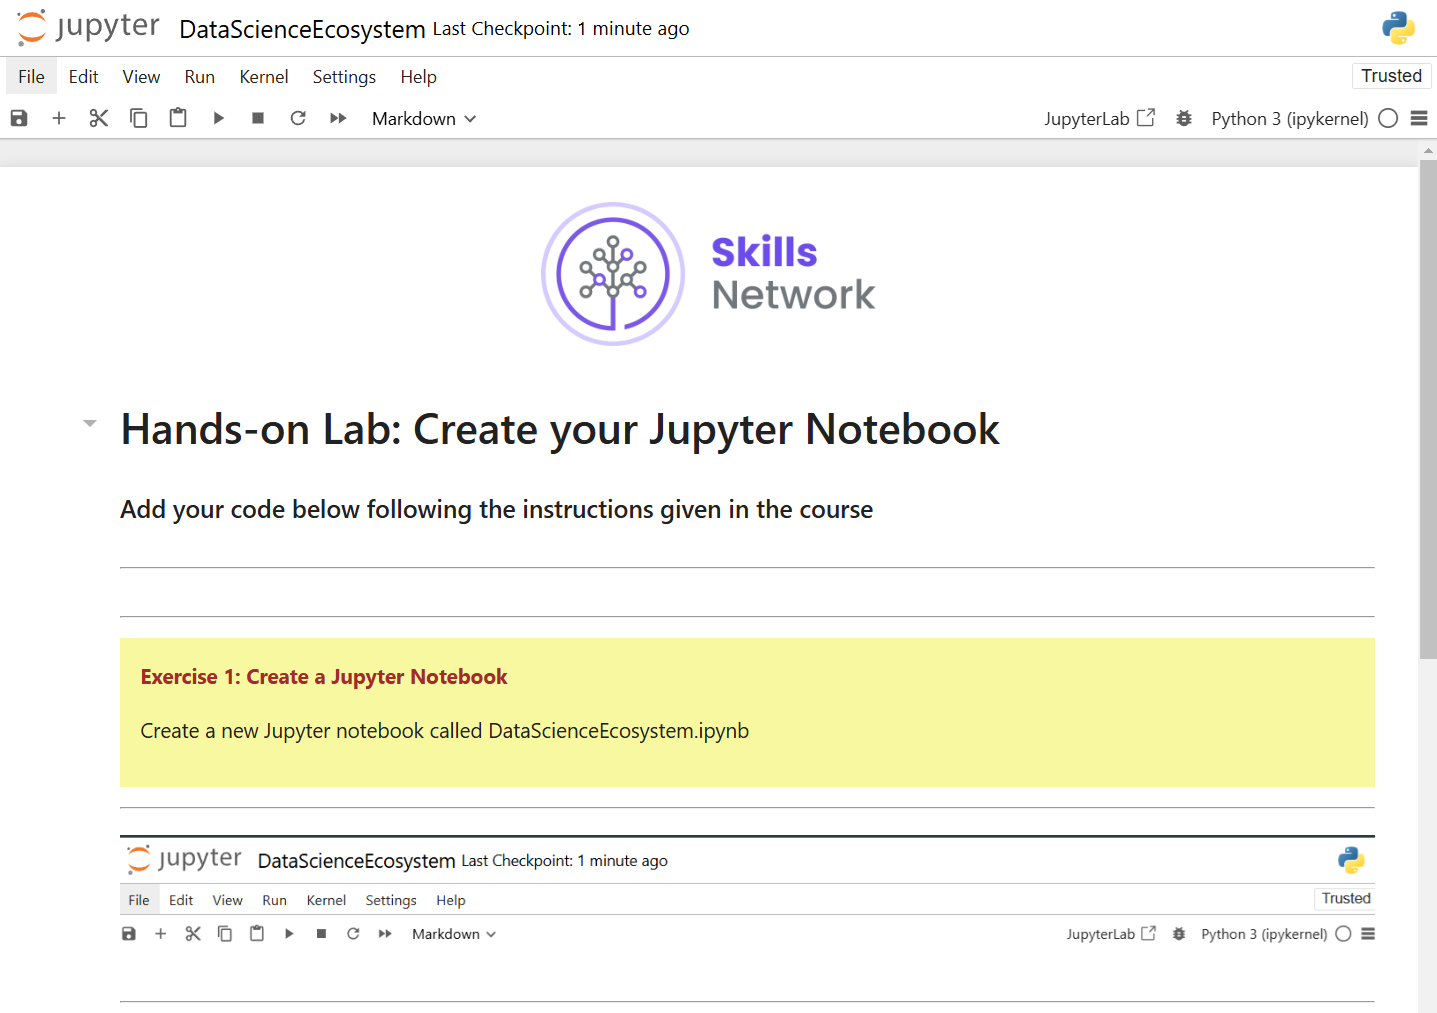 jupyter DataScienceEcosystem Last Checkpoint: 1 minute ago
File Edit View Run Kernel Settings Help Trusted
Markdown JupyterLab Python 3 (ipykernel)
Skills
Network
Hands-on Lab: Create your Jupyter Notebook
Add your code below following the instructions given in the course
Exercise 1: Create a Jupyter Notebook
Create a new Jupyter notebook called DataScienceEcosystem.ipynb
jupyter DataScienceEcosystem Last Checkpoint: 1 minute ago
File Edit View Run Kernel Settings Help Trusted
Markdown JupyterLab Python 3 (ipykernel)